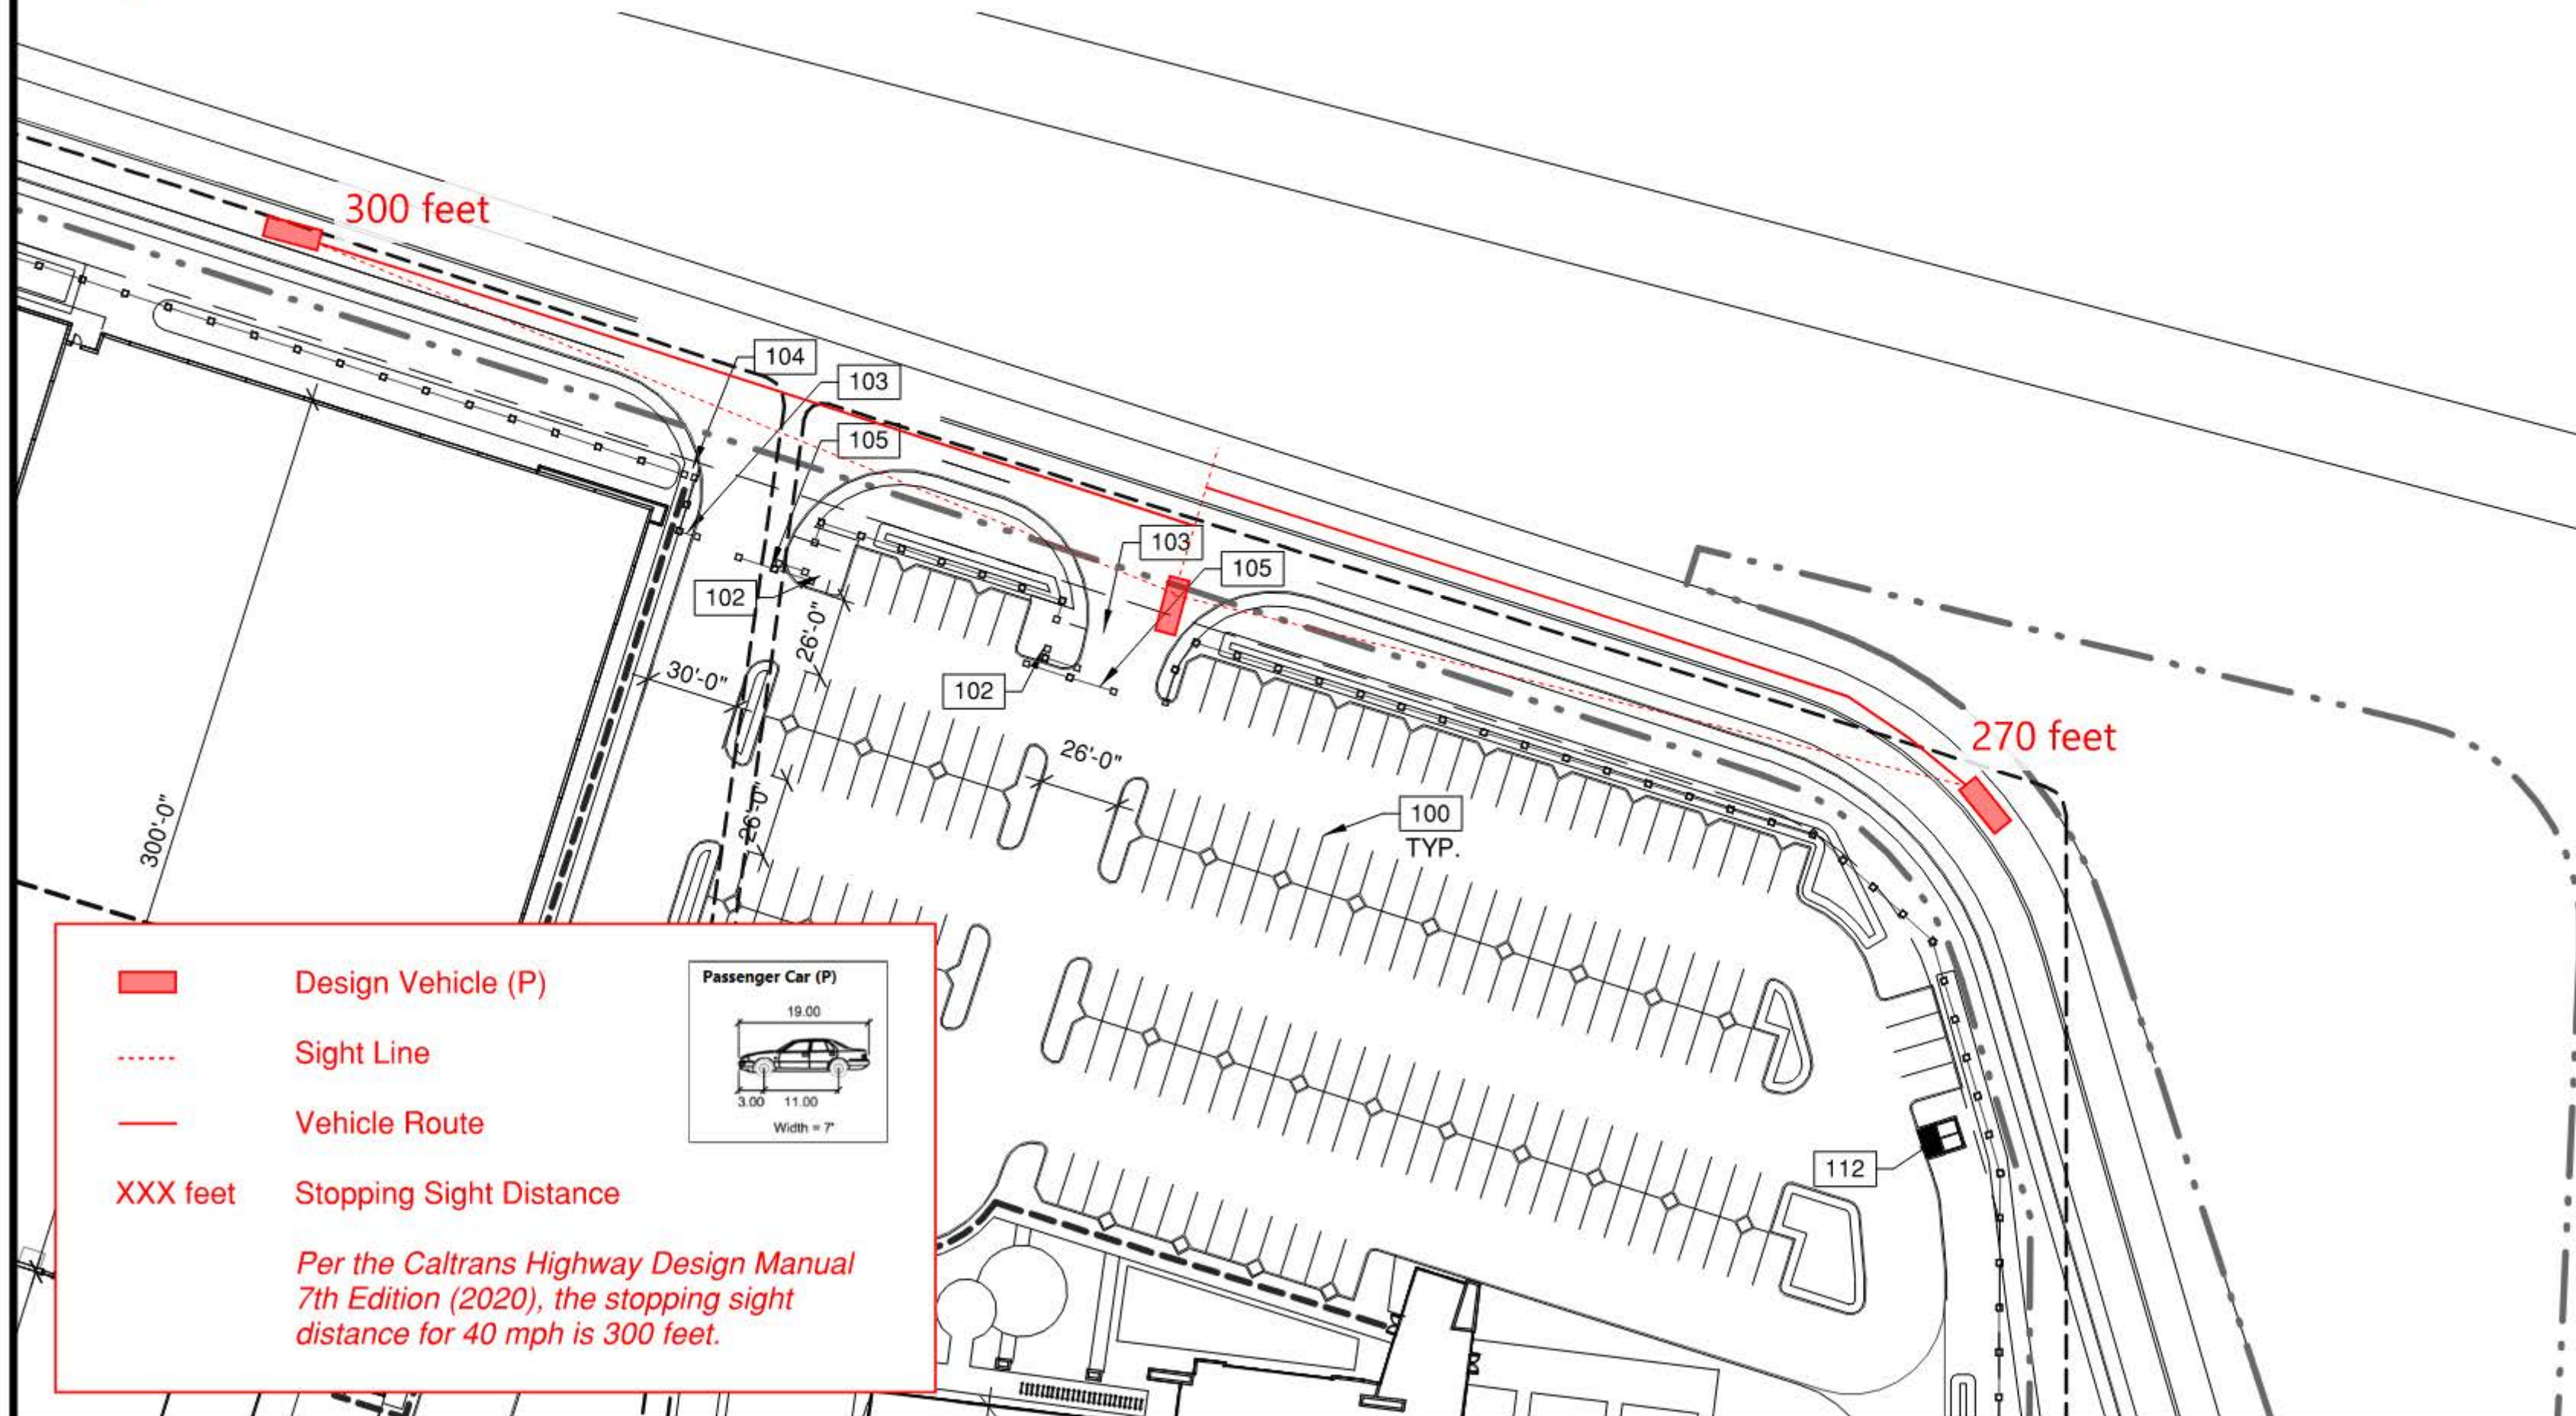 300 feet
104
103
105
103
105
102
26'-0"
30'-0"
102
26'-0"
270 feet
26'-0"
100
TYP.
300'-0"
112
Design Vehicle (P)
Sight Line
Vehicle Route
XXX feet Stopping Sight Distance
Per the Caltrans Highway Design Manual
7th Edition (2020), the stopping sight
distance for 40 mph is 300 feet.
Passenger Car (P)
19.00
3.00 11.00
Width = 7'